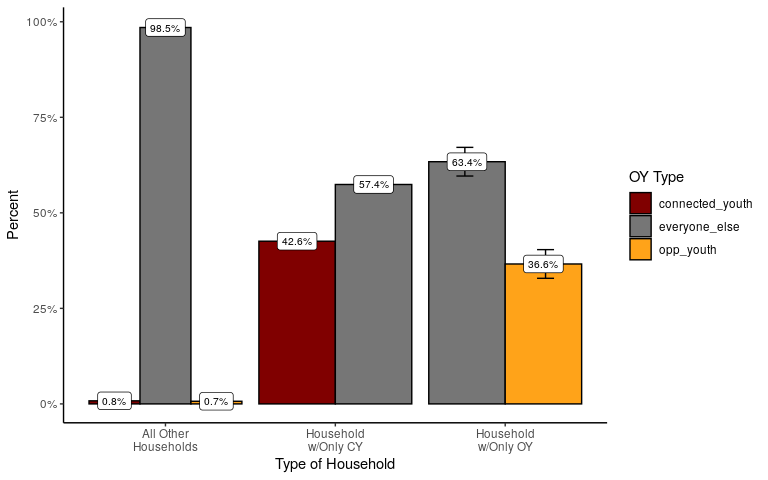 100%
75%
50%
25%
0%
Percent
98.5%
0.8%
0.7%
42.6%
57.4%
63.4%
36.6%
All Other
Households
Household
w/Only CY
Household
w/Only OY
Type of Household
OY Type
connected_youth
everyone_else
opp_youth